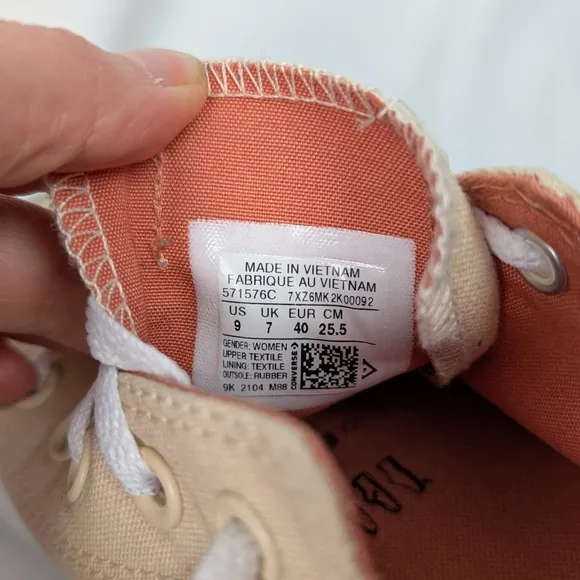 MADE IN VIETNAM
FABRIQUE AU VIETNAM
571576C 7XZ6MK2K00092
US UK EUR CM
9 7 40 25.5
GENDER: WOMEN
UPPER TEXTILE
LINING: TEXTILE
OUTSOLE: RUBBER
CONVERSE
9K 2104 M88